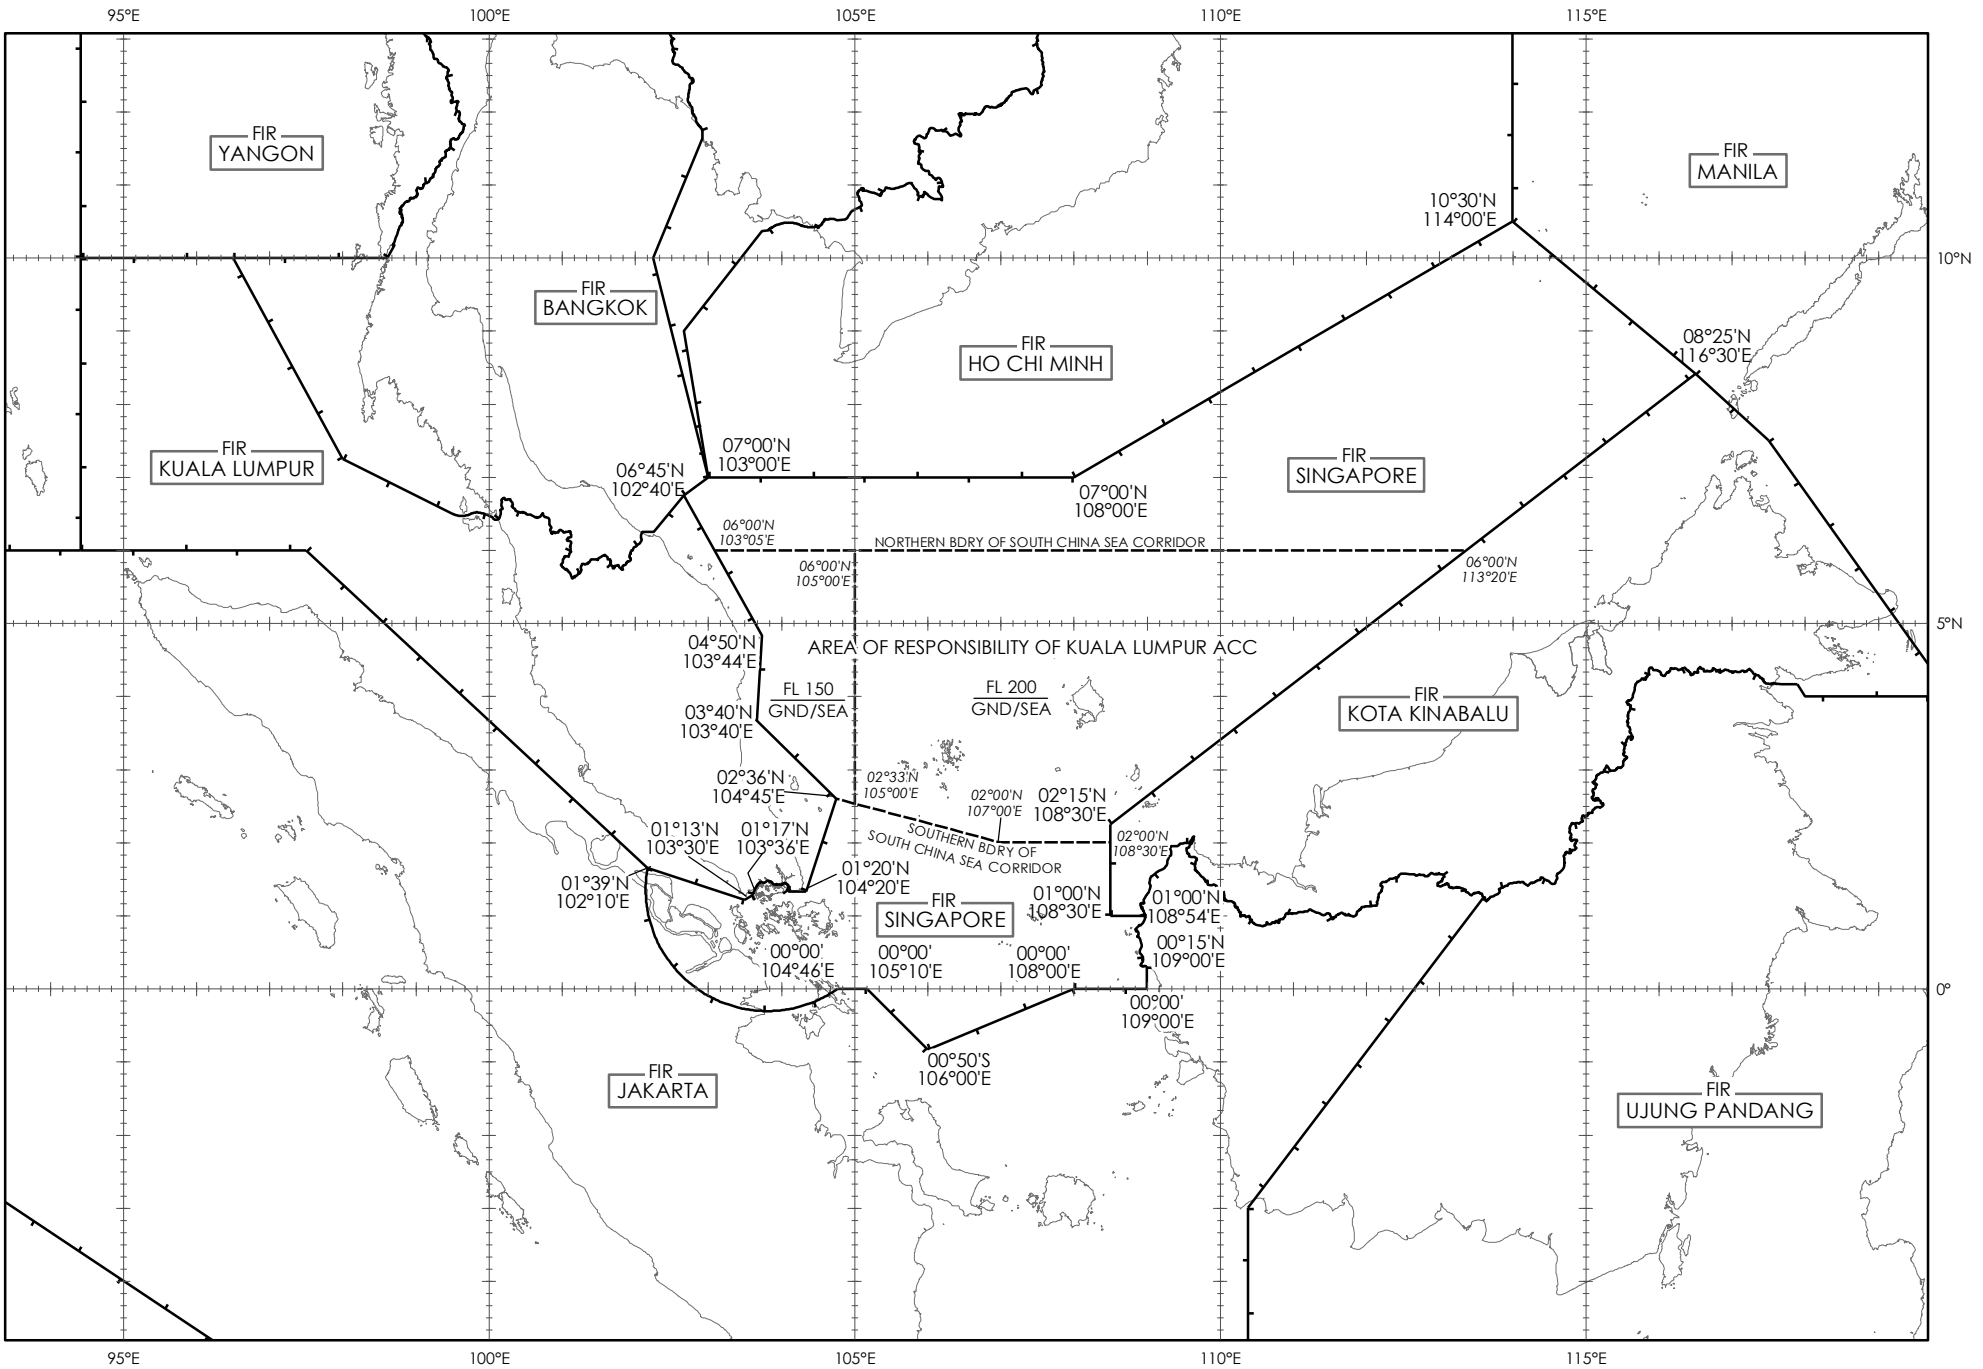 95°E
100°E
105°E
110°E
115°E
FIR
YANGON
FIR
MANILA
10°30'N
114°00'E
10°N
FIR
BANGKOK
FIR
HO CHI MINH
08°25'N
116°30'E
FIR
KUALA LUMPUR
07°00'N
103°00'E
06°45'N
102°40'E
FIR
SINGAPORE
07°00'N
108°00'E
06°00'N
103°05'E
NORTHERN BDRY OF SOUTH CHINA SEA CORRIDOR
06°00'N
105°00'E
06°00'N
113°20'E
5°N
04°50'N
103°44'E
AREA OF RESPONSIBILITY OF KUALA LUMPUR ACC
FL 150
GND/SEA
FL 200
GND/SEA
FIR
KOTA KINABALU
03°40'N
103°40'E
02°36'N
104°45'E
02°33'N
105°00'E
02°00'N
107°00'E
02°15'N
108°30'E
01°13'N
103°30'E
01°17'N
103°36'E
SOUTHERN BDRY OF
SOUTH CHINA SEA CORRIDOR
02°00'N
108°30'E
01°39'N
102°10'E
01°20'N
104°20'E
FIR
SINGAPORE
01°00'N
108°30'E
01°00'N
108°54'E
00°00'
104°46'E
00°00'
105°10'E
00°00'
108°00'E
00°15'N
109°00'E
0°
00°00'
109°00'E
00°50'S
106°00'E
FIR
JAKARTA
FIR
UJUNG PANDANG
95°E
100°E
105°E
110°E
115°E